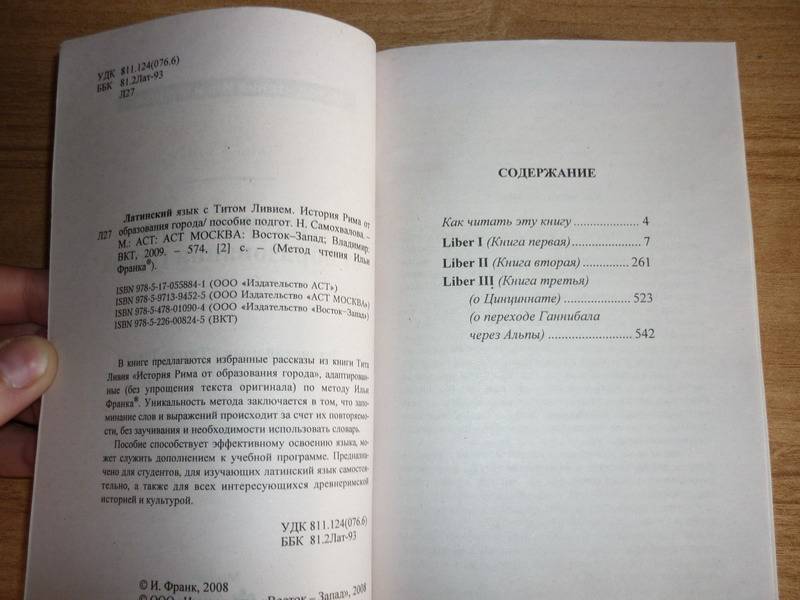 УДК 811.124(076.6)
ББК 81.2Лат-93
Л27
Латинский язык с Титом Ливием. История Рима от
Л27 образования города/ пособие подгот. Н. Самохвалова. –
М.: АСТ: АСТ МОСКВА: Восток–Запад; Владимир:
ВКТ, 2009. – 574, [2] с. – (Метод чтения Ильи
Франка®).
ISBN 978-5-17-055884-1 (ООО «Издательство АСТ»)
ISBN 978-5-9713-9452-5 (ООО Издательство «АСТ МОСКВА»)
ISBN 978-5-478-01090-4 (ООО «Издательство «Восток–Запад»)
ISBN 978-5-226-00824-5 (ВКТ)
В книге предлагаются избранные рассказы из книги Тита
Ливия «История Рима от образования города», адаптирован-
ные (без упрощения текста оригинала) по методу Ильи
Франка®. Уникальность метода заключается в том, что запо-
минание слов и выражений происходит за счет их повторяемо-
сти, без заучивания и необходимости использовать словарь.
Пособие способствует эффективному освоению языка, мо-
жет служить дополнением к учебной программе. Предназна-
чено для студентов, для изучающих латинский язык самостоя-
тельно, а также для всех интересующихся древнеримской
историей и культурой.
УДК 811.124(076.6)
ББК 81.2Лат-93
© И. Франк, 2008
Восток – Запад», 2008
СОДЕРЖАНИЕ
Как читать эту книгу .................... 4
Liber I (Книга первая) .................... 7
Liber II (Книга вторая) .............. 261
Liber III (Книга третья)
(о Цинциннате) .................... 523
(о переходе Ганнибала
через Альпы) ......................... 542